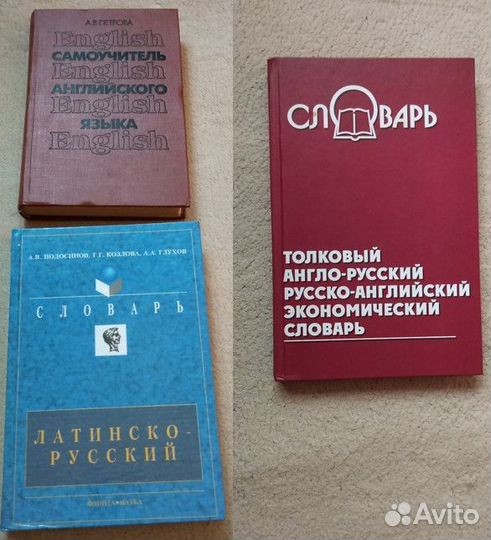 А.В.ПЕТРОВА
English
САМОУЧИТЕЛЬ
English
АНГЛИЙСКОГО
English
ЯЗЫКА
English
А.В. ПОДОСИНОВ, Г.Г. КОЗЛОВА, А.А. ГЛУХОВ
СЛОВАРЬ
ЛАТИНСКО-
РУССКИЙ
ФЛИНТА • НАУКА
СЛОВАРЬ
ТОЛКОВЫЙ
АНГЛО-РУССКИЙ
РУССКО-АНГЛИЙСКИЙ
ЭКОНОМИЧЕСКИЙ
СЛОВАРЬ
Avito